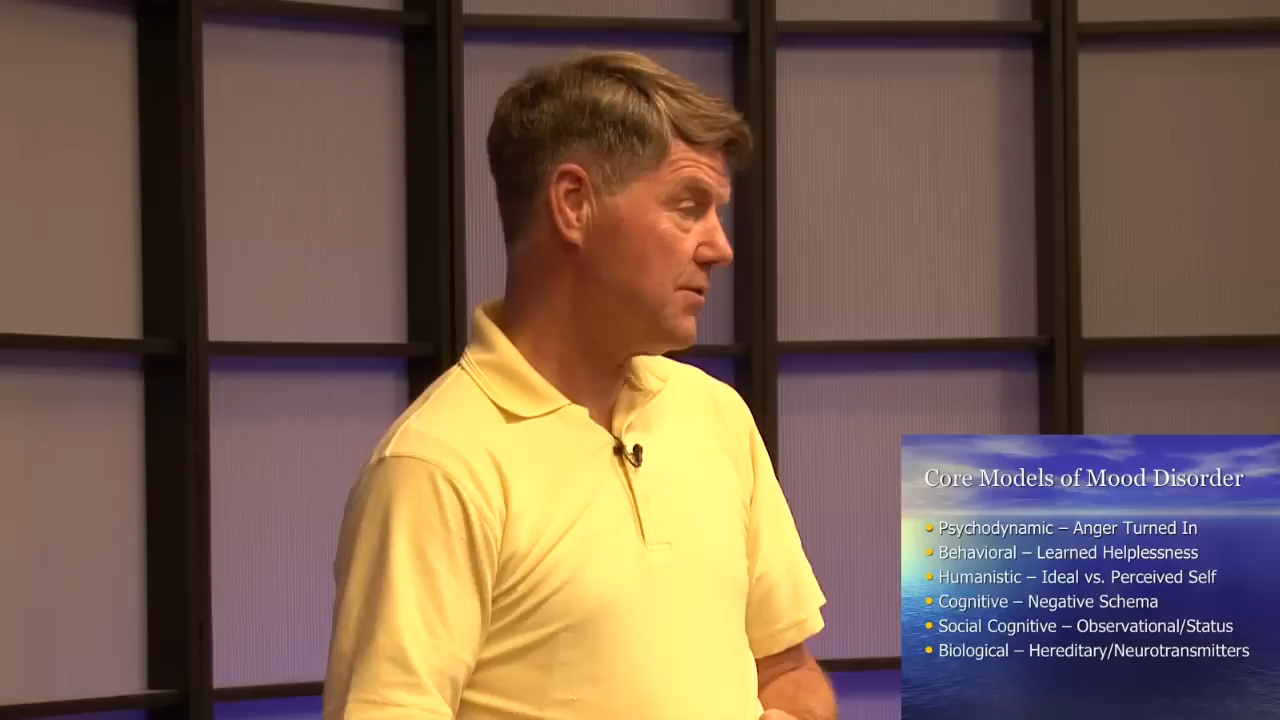 Core Models of Mood Disorder
Psychodynamic – Anger Turned In
Behavioral – Learned Helplessness
Humanistic – Ideal vs. Perceived Self
Cognitive – Negative Schema
Social Cognitive – Observational/Status
Biological – Hereditary/Neurotransmitters